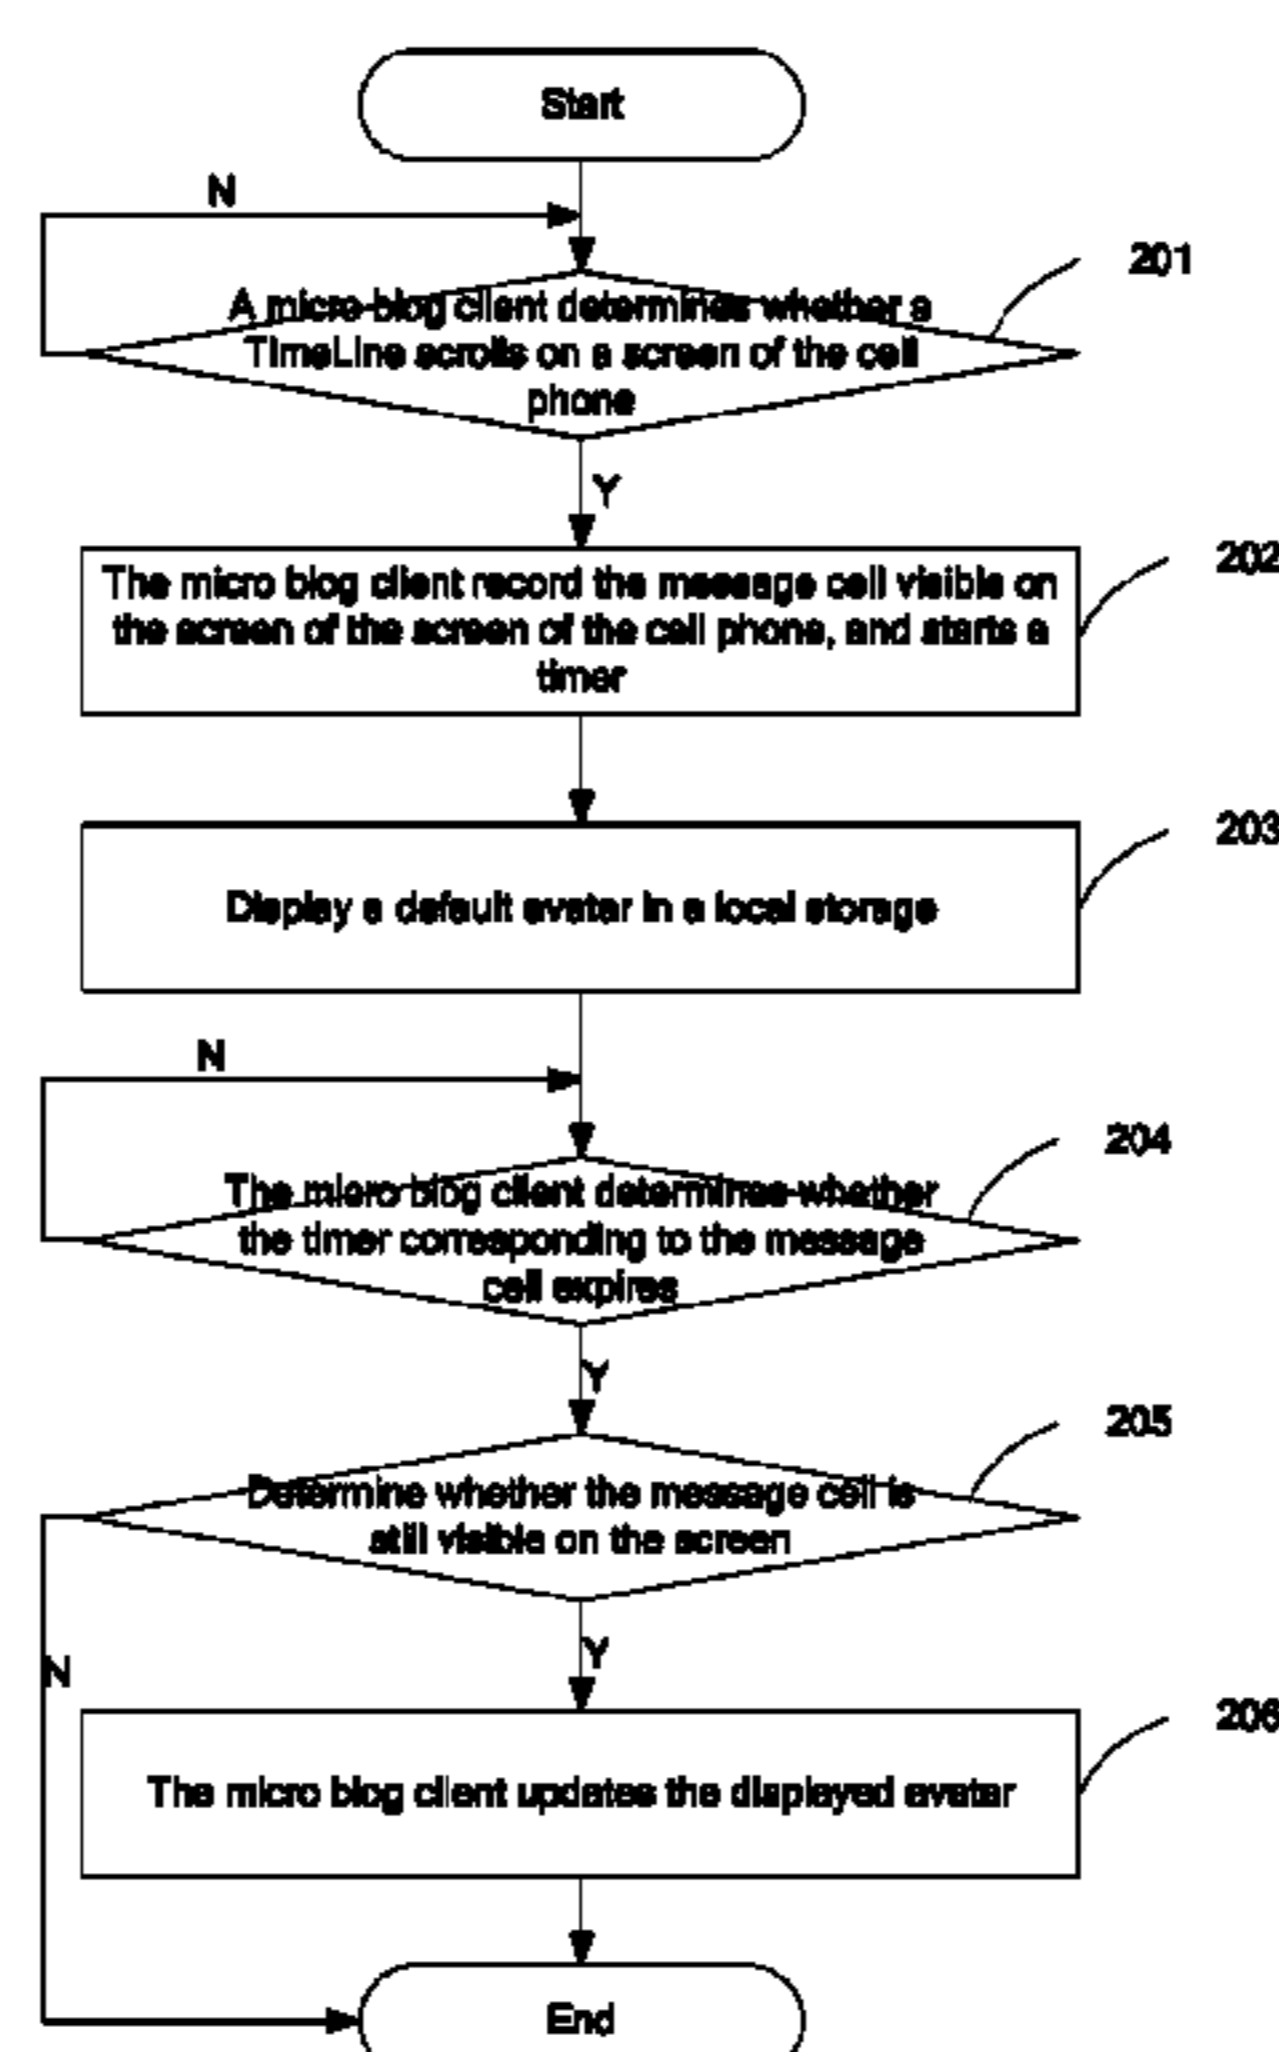 Start
N
201
A micro blog client determines whether a
TimeLine scrolls on a screen of the cell
phone
Y
202
The micro blog client record the message cell visible on
the screen of the screen of the cell phone, and starts a
timer
203
Display a default avatar in a local storage
N
204
The micro blog client determines whether
the timer corresponding to the message
cell expires
Y
205
Determine whether the message cell is
still visible on the screen
Y
N
206
The micro blog client updates the displayed avatar
End